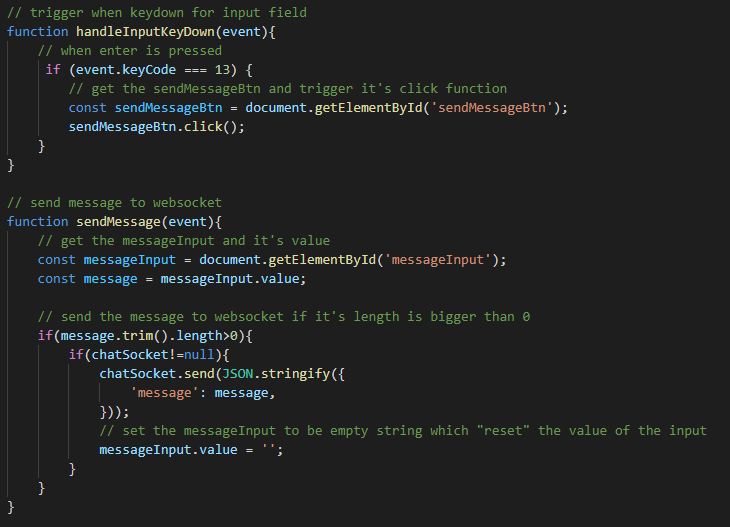 // trigger when keydown for input field
function handleInputKeyDown(event){
    // when enter is pressed
     if (event.keyCode === 13) {
        // get the sendMessageBtn and trigger it's click function
        const sendMessageBtn = document.getElementById('sendMessageBtn');
        sendMessageBtn.click();
    }
}

// send message to websocket
function sendMessage(event){
    // get the messageInput and it's value
    const messageInput = document.getElementById('messageInput');
    const message = messageInput.value;

    // send the message to websocket if it's length is bigger than 0
    if(message.trim().length>0){
        if(chatSocket!=null){
            chatSocket.send(JSON.stringify({
                'message': message,
            }));
            // set the messageInput to be empty string which "reset" the value of the input
            messageInput.value = '';
        }
    }
}